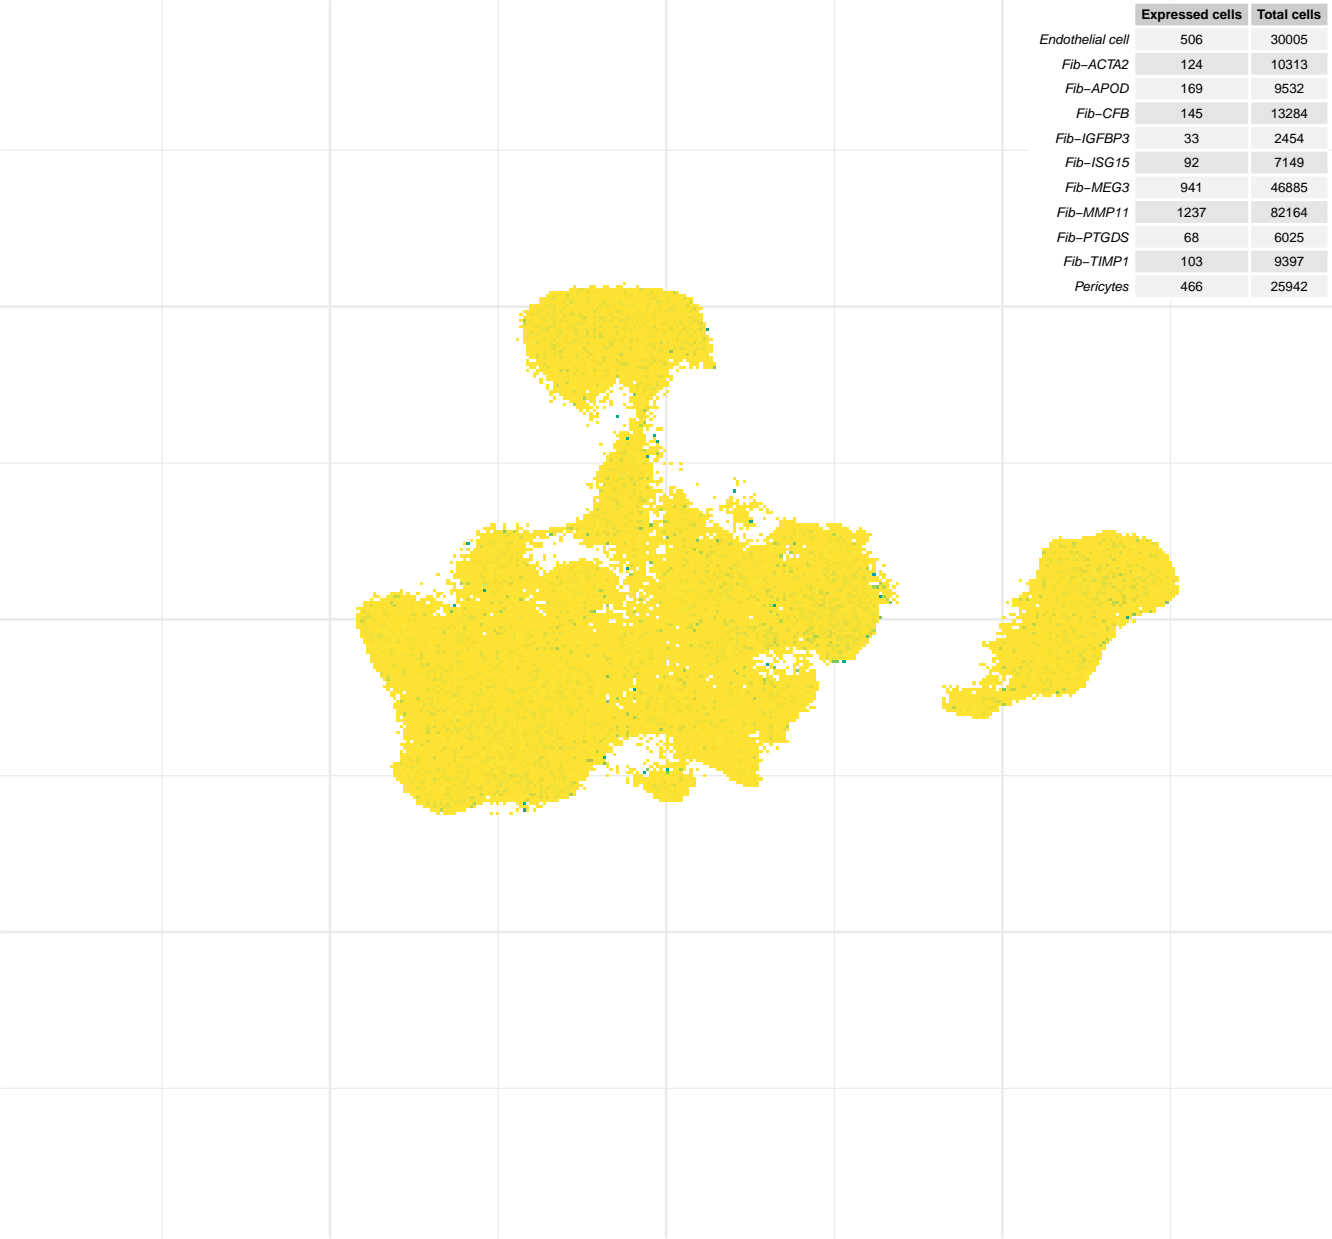 Expressed cells Total cells
Endothelial cell 506 30005
Fib−ACTA2 124 10313
Fib−APOD 169 9532
Fib−CFB 145 13284
Fib−IGFBP3 33 2454
Fib−ISG15 92 7149
Fib−MEG3 941 46885
Fib−MMP11 1237 82164
Fib−PTGDS 68 6025
Fib−TIMP1 103 9397
Pericytes 466 25942